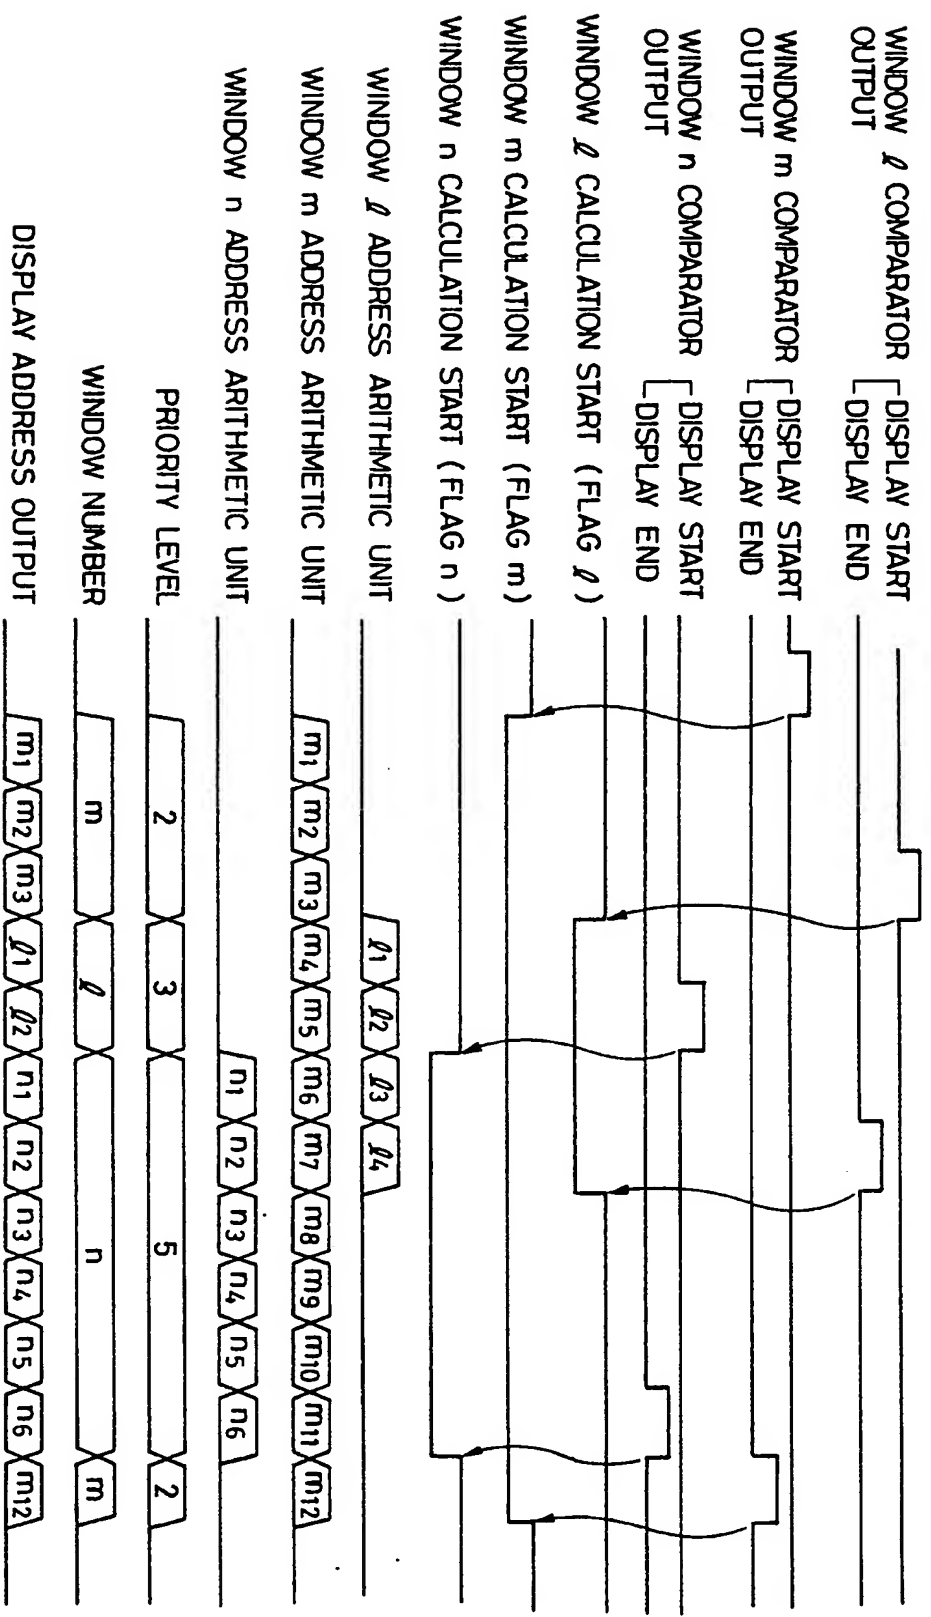 WINDOW ℓ COMPARATOR OUTPUT
DISPLAY START
DISPLAY END
WINDOW m COMPARATOR OUTPUT
DISPLAY START
DISPLAY END
WINDOW n COMPARATOR OUTPUT
DISPLAY START
DISPLAY END
WINDOW ℓ CALCULATION START (FLAG ℓ)
WINDOW m CALCULATION START (FLAG m)
WINDOW n CALCULATION START (FLAG n)
WINDOW ℓ ADDRESS ARITHMETIC UNIT ℓ1 ℓ2 ℓ3 ℓ4
WINDOW m ADDRESS ARITHMETIC UNIT m1 m2 m3 m4 m5 m6 m7 m8 m9 m10 m11 m12
WINDOW n ADDRESS ARITHMETIC UNIT n1 n2 n3 n4 n5 n6
PRIORITY LEVEL 2 3 5 2
WINDOW NUMBER m ℓ n m
DISPLAY ADDRESS OUTPUT m1 m2 m3 ℓ1 ℓ2 n1 n2 n3 n4 n5 n6 m12